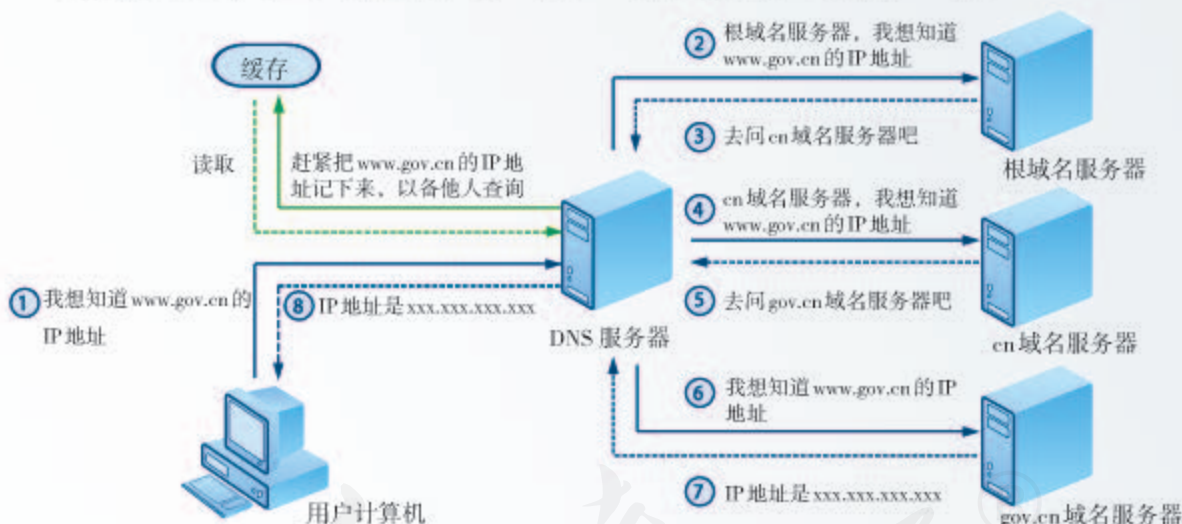 缓存
读取
赶紧把www.gov.cn的IP地
址记下来，以备他人查询
① 我想知道www.gov.cn的
IP地址
⑧ IP地址是xxx.xxx.xxx.xxx
用户计算机
DNS 服务器
② 根域名服务器，我想知道
www.gov.cn的IP地址
③ 去问cn域名服务器吧
根域名服务器
④ cn域名服务器，我想知道
www.gov.cn的IP地址
⑤ 去问gov.cn域名服务器吧
cn域名服务器
⑥ 我想知道www.gov.cn的IP
地址
⑦ IP地址是xxx.xxx.xxx.xxx
gov.cn域名服务器